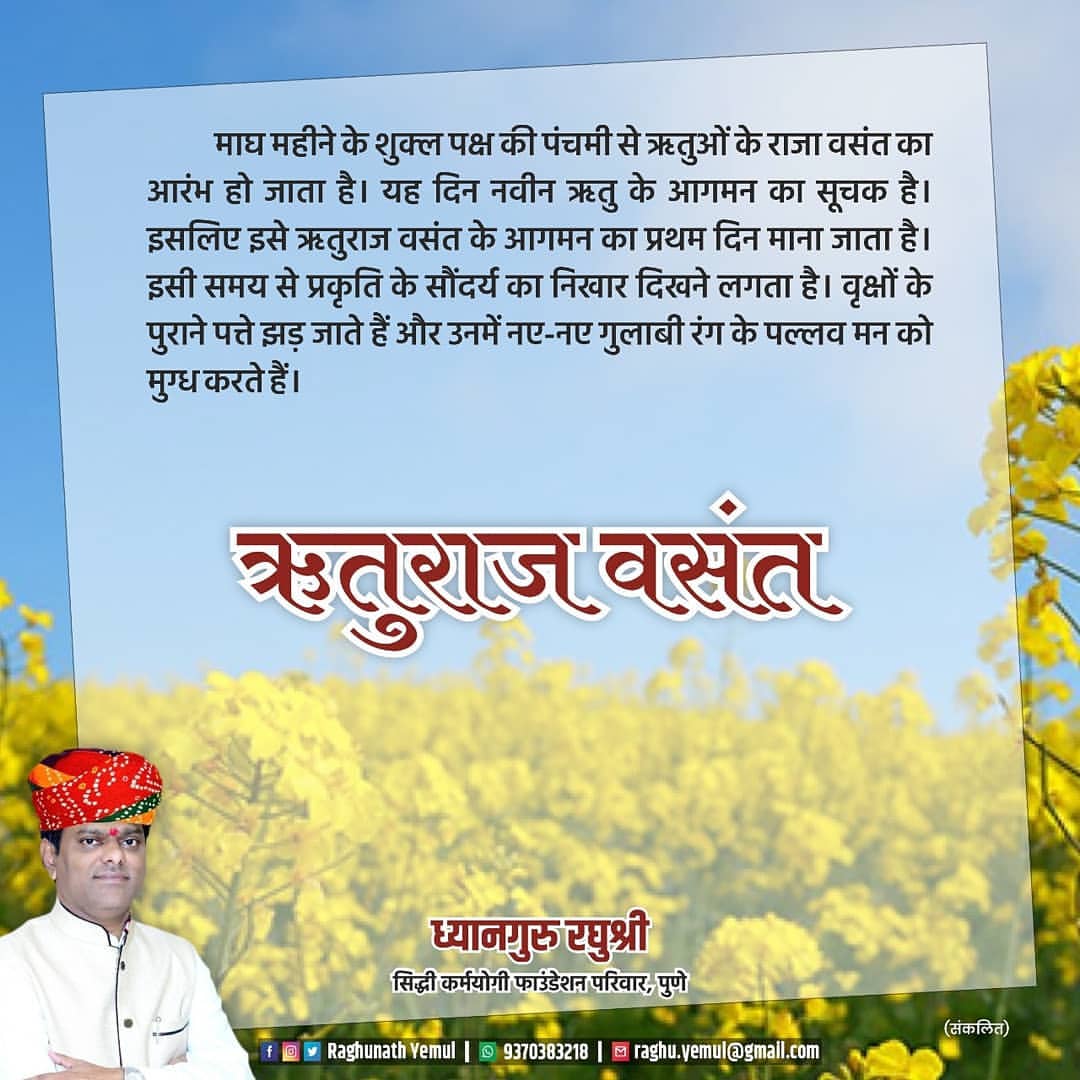 माघ महीने के शुक्ल पक्ष की पंचमी से ऋतुओं के राजा वसंत का
आरंभ हो जाता है। यह दिन नवीन ऋतु के आगमन का सूचक है।
इसलिए इसे ऋतुराज वसंत के आगमन का प्रथम दिन माना जाता है।
इसी समय से प्रकृति के सौंदर्य का निखार दिखने लगता है। वृक्षों के
पुराने पत्ते झड़ जाते हैं और उनमें नए-नए गुलाबी रंग के पल्लव मन को
मुग्ध करते हैं।
ऋतुराज वसंत
ध्यानगुरु रघुश्री
सिद्धी कर्मयोगी फाउंडेशन परिवार, पुणे
(संकलित)
Raghunath Yemul | 9370383218 | raghu.yemul@gmail.com